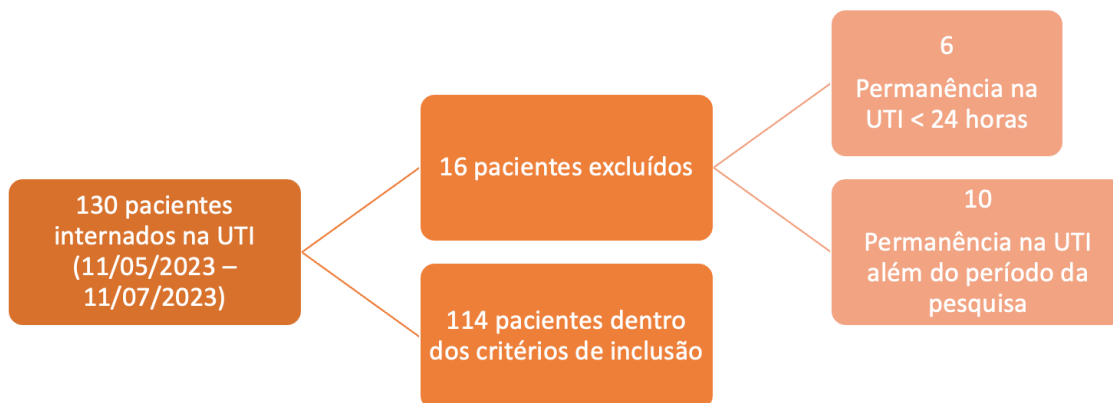 130 pacientes
internados na UTI
(11/05/2023 –
11/07/2023)
16 pacientes excluídos
6
Permanência na
UTI < 24 horas
10
Permanência na UTI
além do período da
pesquisa
114 pacientes dentro
dos critérios de inclusão